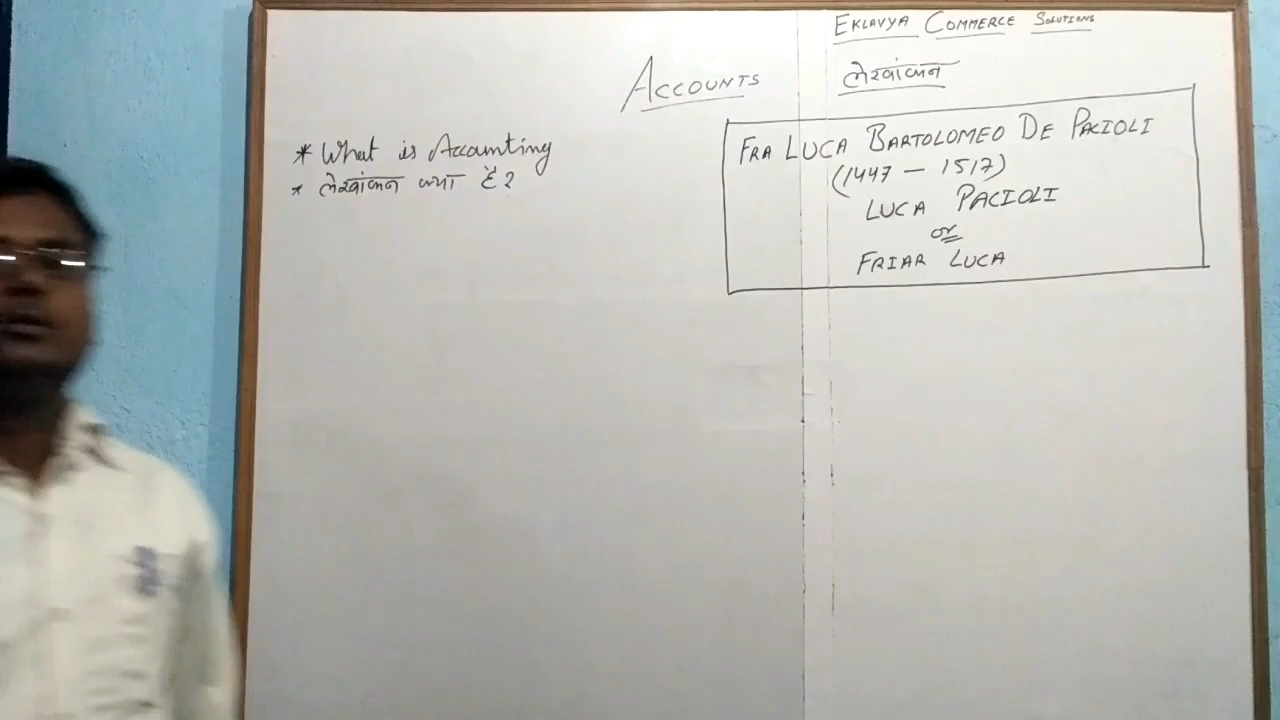 EKLAVYA COMMERCE SOLUTIONS
ACCOUNTS लेखांकन
* What is Accounting
* लेखांकन क्या है?
FRA LUCA BARTOLOMEO DE PACIOLI
(1447 – 1517)
LUCA PACIOLI
or
FRIAR LUCA